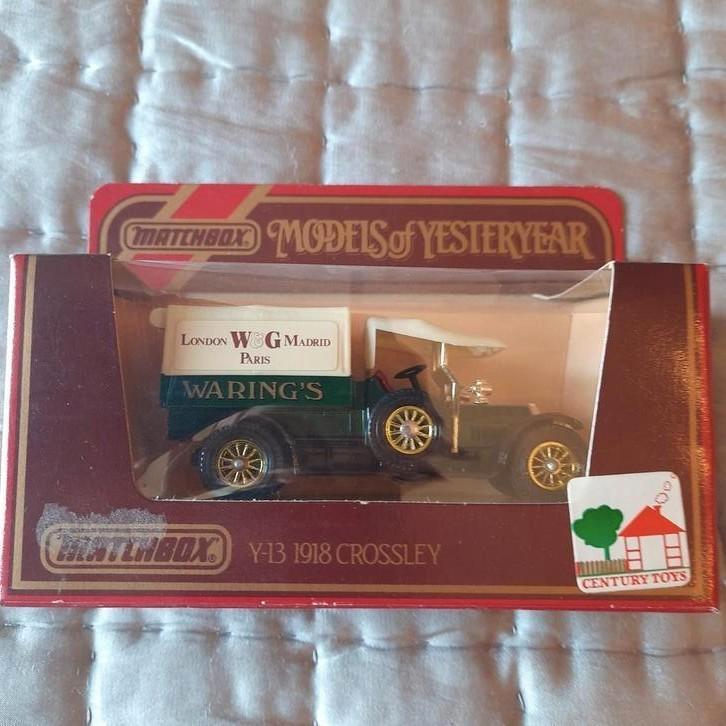 MATCHBOX® MODELS of YESTERYEAR
LONDON W&G MADRID
PARIS
WARING'S
MATCHBOX® Y-13 1918 CROSSLEY
CENTURY TOYS